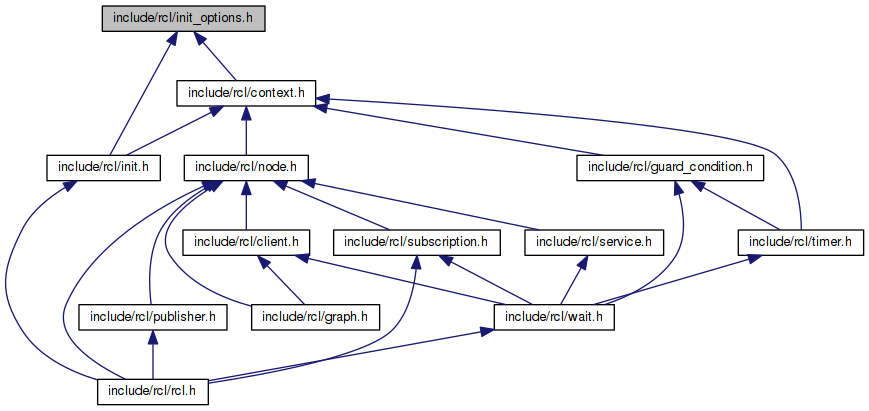 include/rcl/init_options.h
include/rcl/context.h
include/rcl/init.h
include/rcl/node.h
include/rcl/guard_condition.h
include/rcl/client.h
include/rcl/subscription.h
include/rcl/service.h
include/rcl/timer.h
include/rcl/publisher.h
include/rcl/graph.h
include/rcl/wait.h
include/rcl/rcl.h